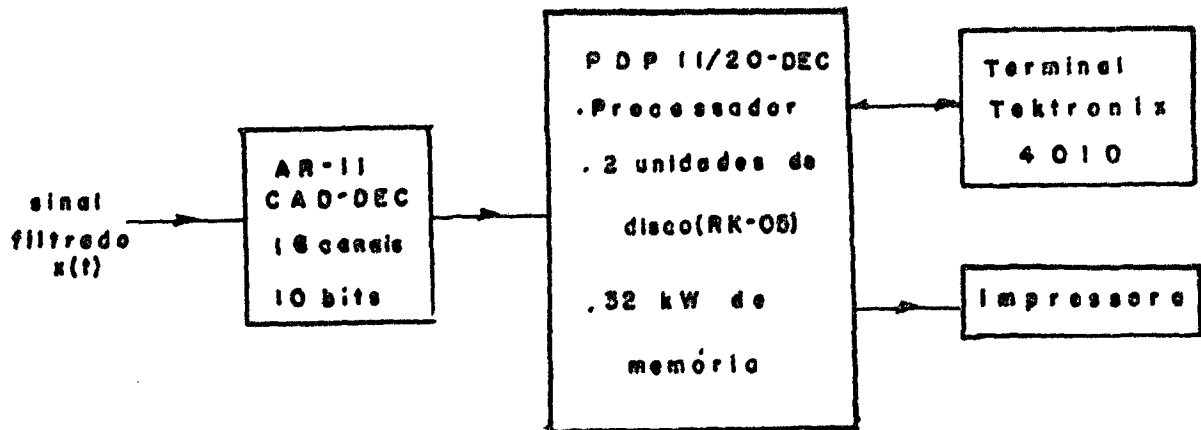 sinal
filtrado
x(t)
AR-11
CAD-DEC
16 canais
10 bits
PDP 11/20-DEC
.Processador
.2 unidades de
disco(RK-05)
.32 kW de
memória
Terminal
Tektronix
4010
Impressora